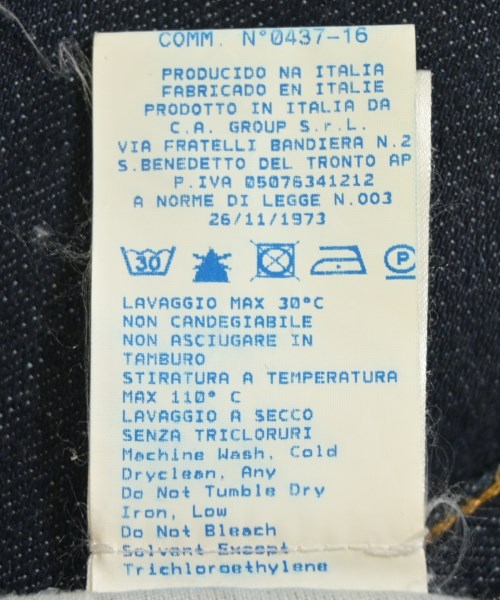 COMM. N°0437-16
PRODUCIDO NA ITALIA
FABRICADO EN ITALIE
PRODOTTO IN ITALIA DA
C.A. GROUP S.r.L.
VIA FRATELLI BANDIERA N.2
S.BENEDETTO DEL TRONTO AP
P.IVA 05076341212
A NORME DI LEGGE N.003
26/11/1973
30 P
LAVAGGIO MAX 30°C
NON CANDEGIABILE
NON ASCIUGARE IN
TAMBURO
STIRATURA A TEMPERATURA
MAX 110° C
LAVAGGIO A SECCO
SENZA TRICLORURI
Machine Wash, Cold
Dryclean, Any
Do Not Tumble Dry
Iron, Low
Do Not Bleach
Solvent Except
Trichloroethylene